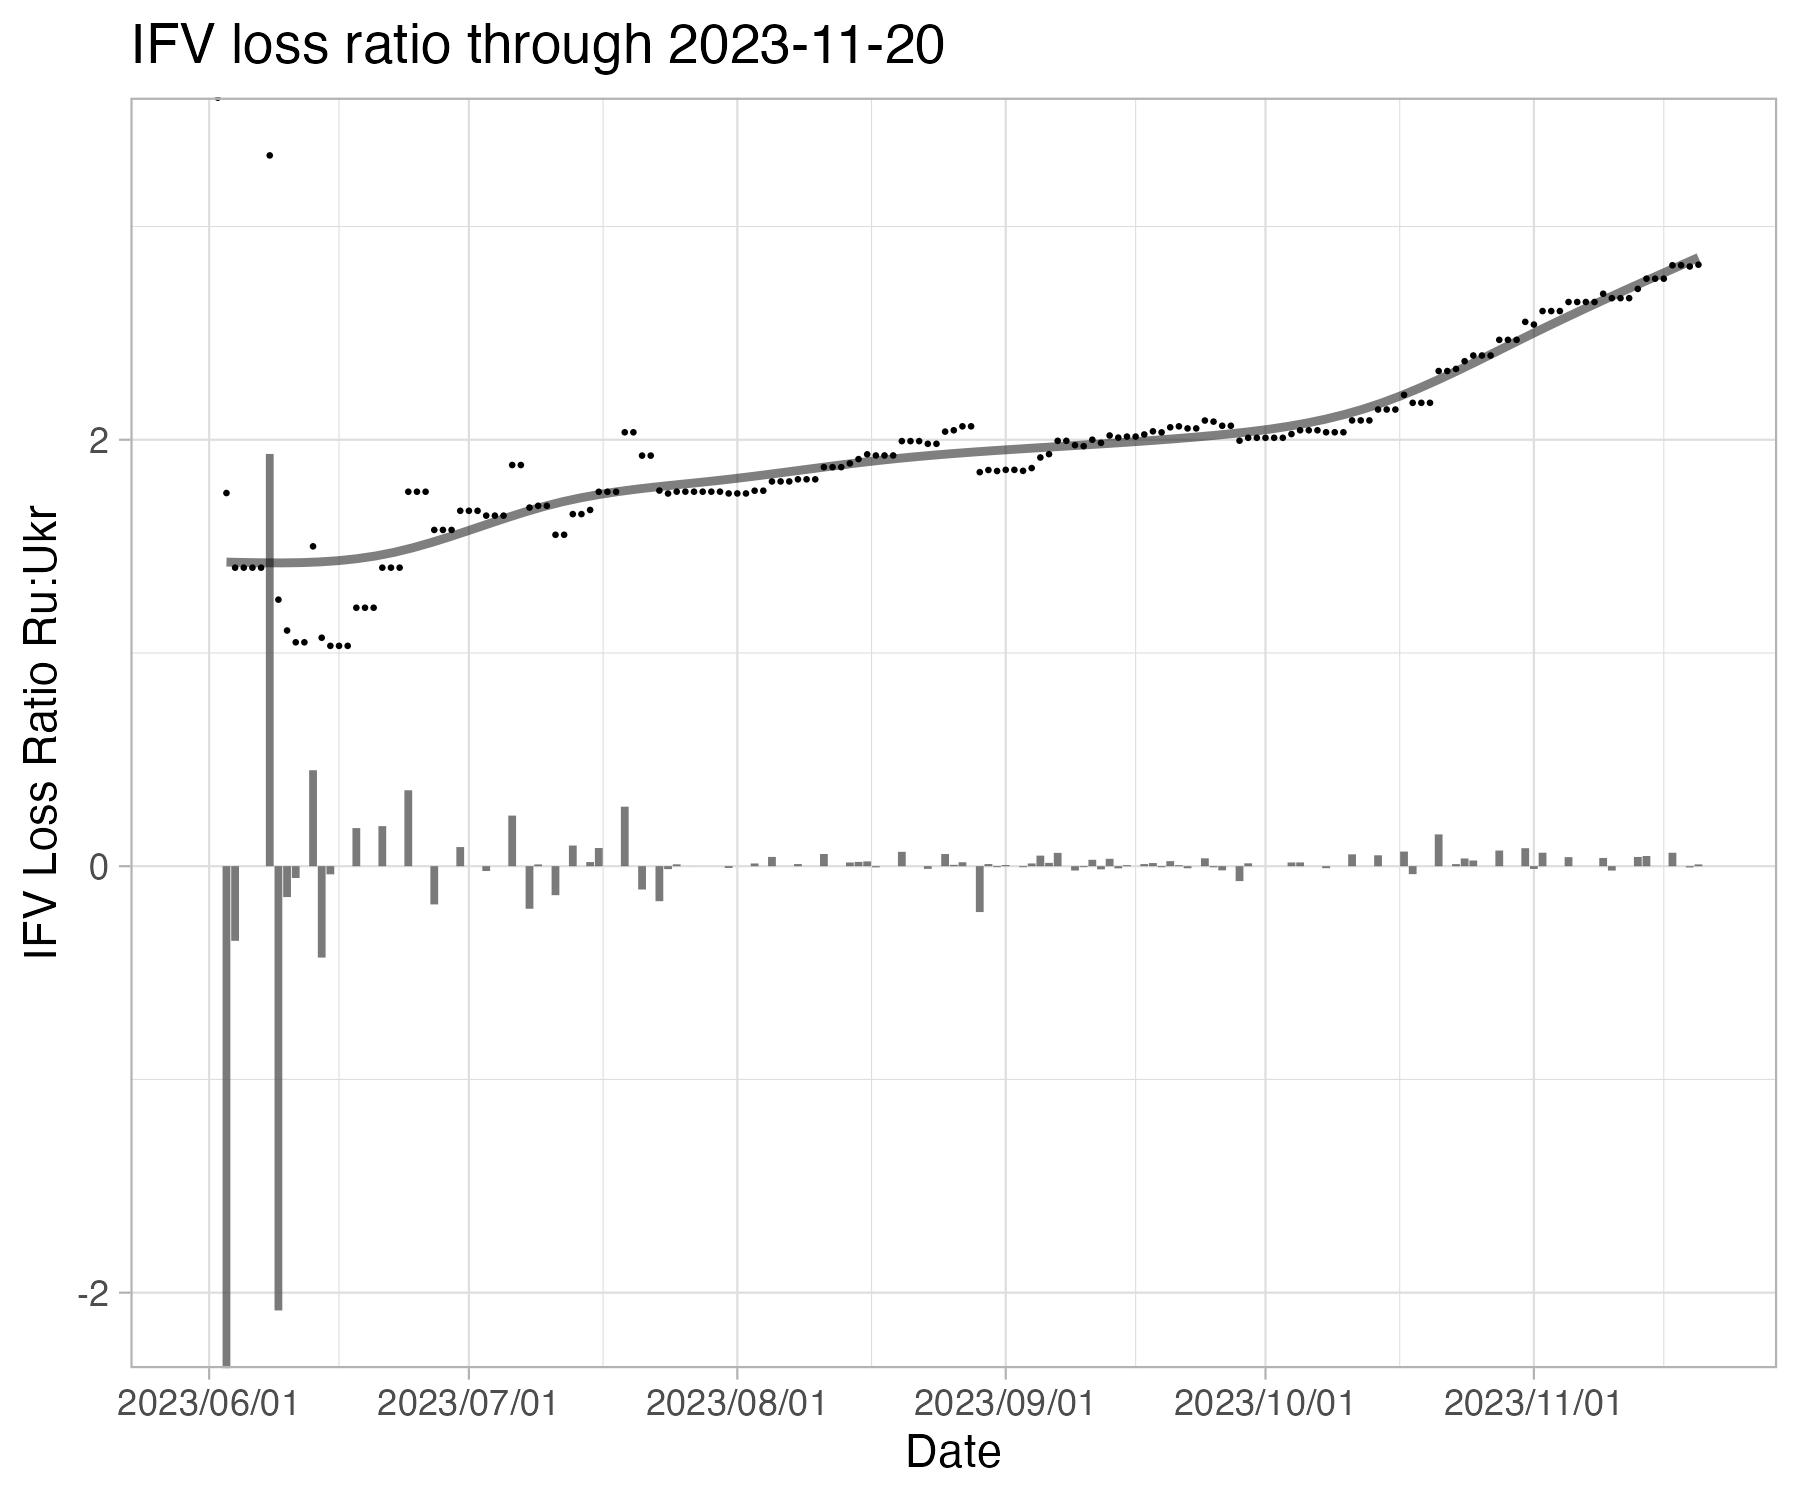 IFV loss ratio through 2023-11-20
IFV Loss Ratio Ru:Ukr
2
0
-2
2023/06/01 2023/07/01 2023/08/01 2023/09/01 2023/10/01 2023/11/01
Date